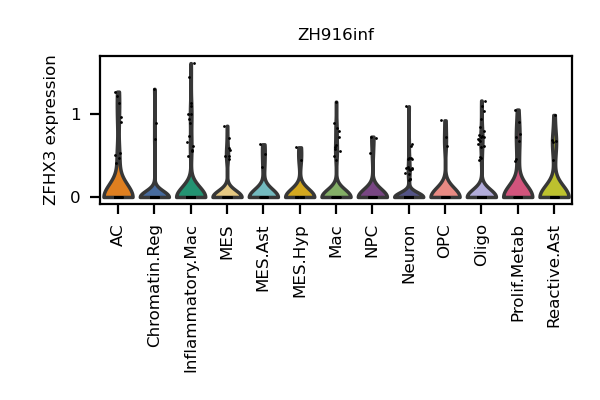 ZH916inf
ZFHX3 expression
1
0
AC
Chromatin.Reg
Inflammatory.Mac
MES
MES.Ast
MES.Hyp
Mac
NPC
Neuron
OPC
Oligo
Prolif.Metab
Reactive.Ast